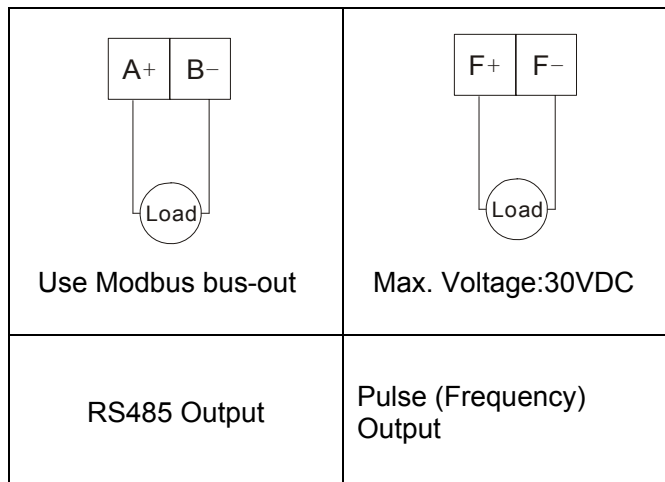 A+ B−
Load
Use Modbus bus-out
F+ F−
Load
Max. Voltage:30VDC
RS485 Output
Pulse (Frequency)
Output